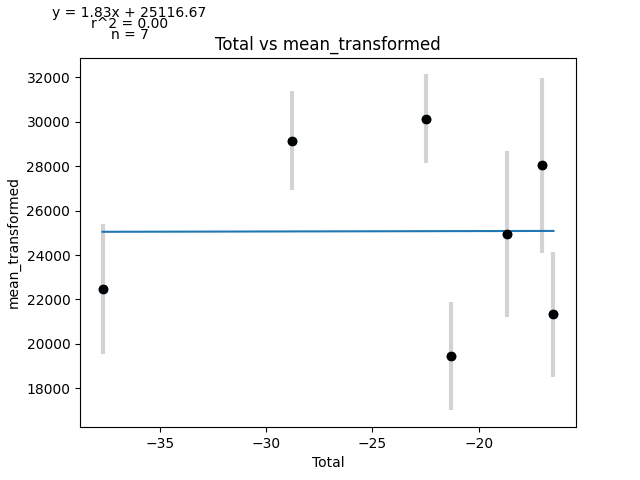 y = 1.83x + 25116.67
r^2 = 0.00
n = 7
Total vs mean_transformed
32000
30000
28000
26000
24000
22000
20000
18000
mean_transformed
−35
−30
−25
−20
Total